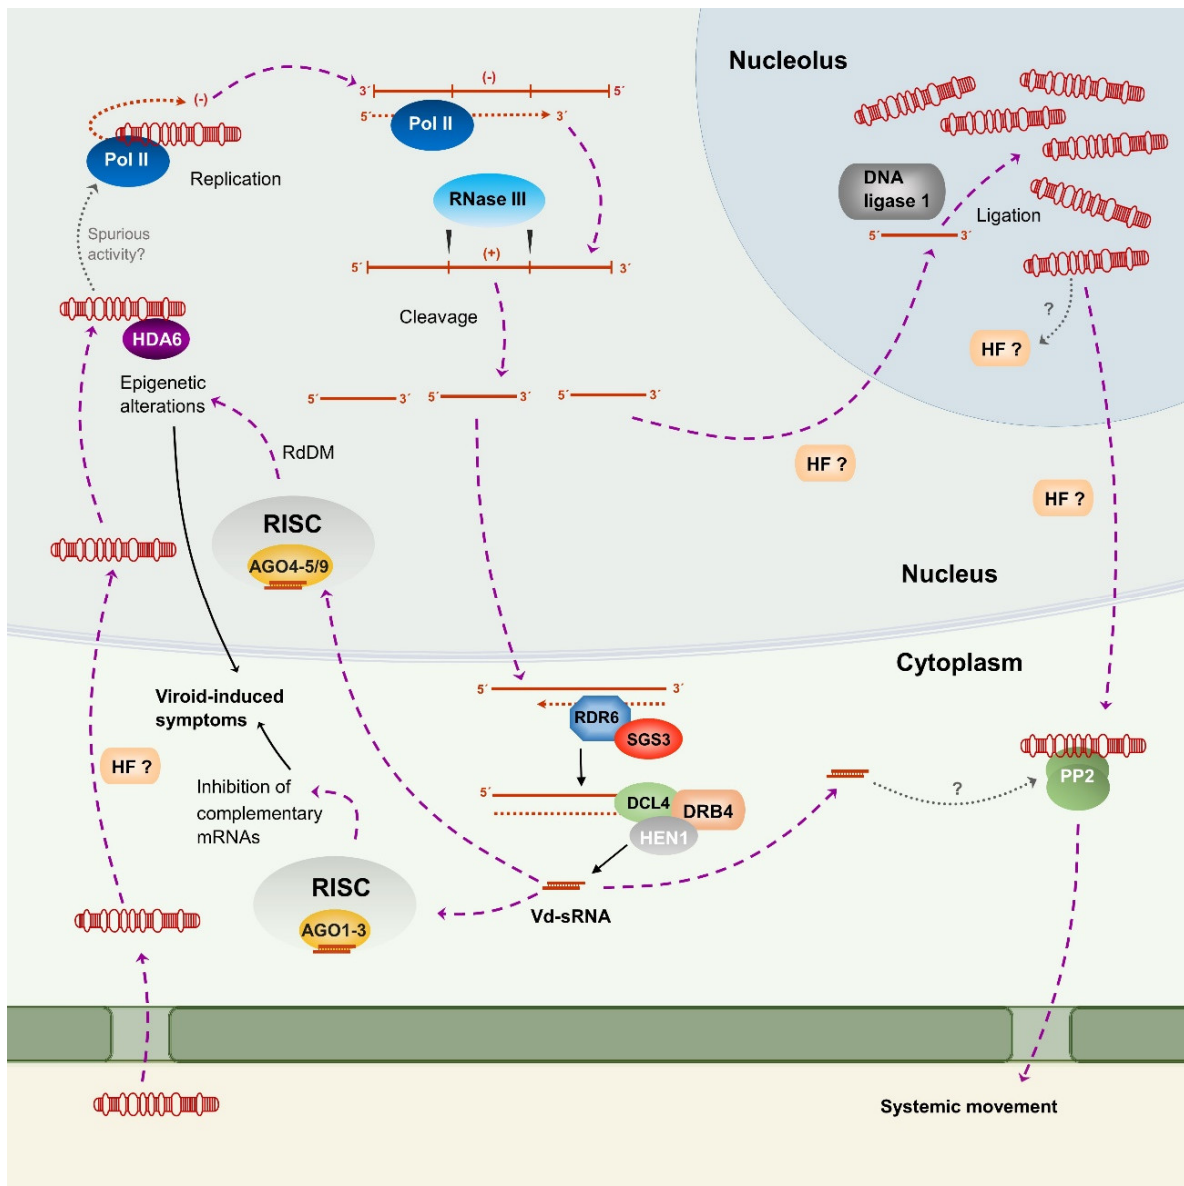 Nucleolus
(-)
3´
(-)
5´
5´
Pol II
3´
Pol II
Replication
DNA
ligase 1
5´
3´
Ligation
RNase III
Spurious
activity?
5´
(+)
3´
?
HF ?
HDA6
Cleavage
Epigenetic
alterations
5´
3´
5´
3´
5´
3´
RdDM
HF ?
HF ?
RISC
AGO4-5/9
Nucleus
Cytoplasm
5´
3´
Viroid-induced
symptoms
RDR6
SGS3
HF ?
Inhibition of
complementary
mRNAs
5´
DCL4
DRB4
HEN1
?
PP2
RISC
AGO1-3
Vd-sRNA
Systemic movement